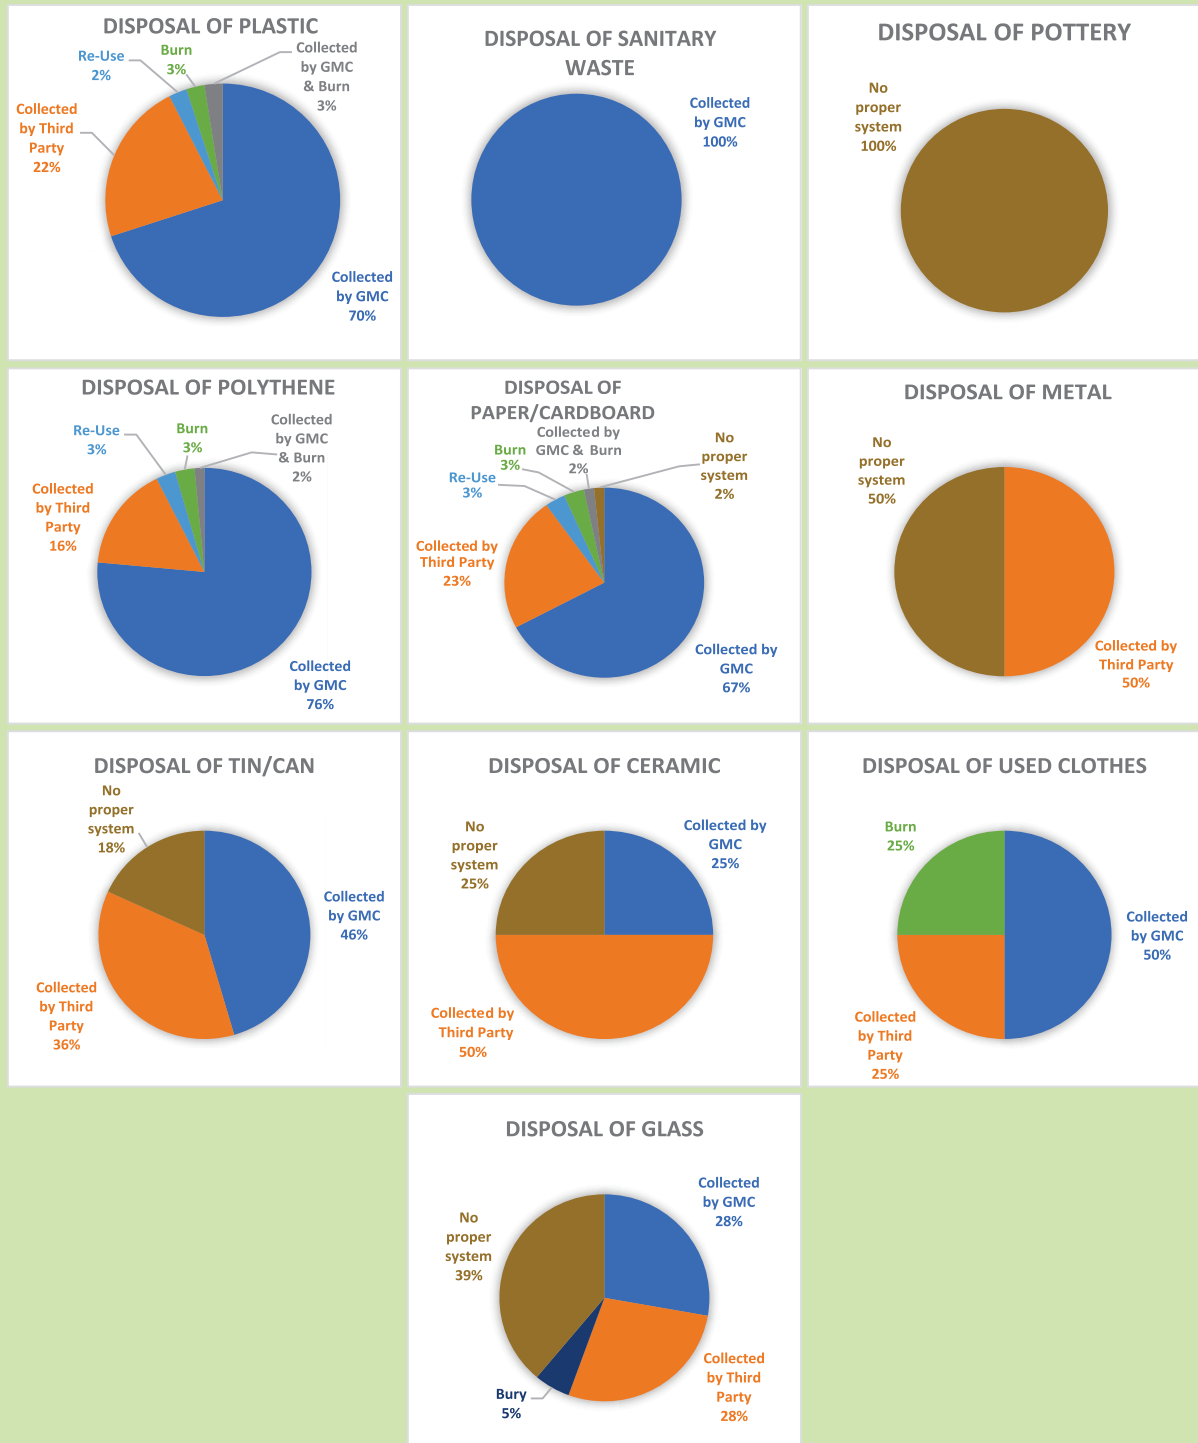 DISPOSAL OF PLASTIC
Re-Use
2%
Burn
3%
Collected
by GMC
& Burn
3%
Collected
by Third
Party
22%
Collected
by GMC
70%
DISPOSAL OF SANITARY
WASTE
Collected
by GMC
100%
DISPOSAL OF POTTERY
No
proper
system
100%
DISPOSAL OF POLYTHENE
Re-Use
3%
Burn
3%
Collected
by GMC
& Burn
2%
Collected
by Third
Party
16%
Collected
by GMC
76%
DISPOSAL OF
PAPER/CARDBOARD
Re-Use
3%
Burn
3%
Collected by
GMC & Burn
2%
No
proper
system
2%
Collected by
Third Party
23%
Collected by
GMC
67%
DISPOSAL OF METAL
No
proper
system
50%
Collected by
Third Party
50%
DISPOSAL OF TIN/CAN
No
proper
system
18%
Collected
by GMC
46%
Collected
by Third
Party
36%
DISPOSAL OF CERAMIC
No
proper
system
25%
Collected by
GMC
25%
Collected by
Third Party
50%
DISPOSAL OF USED CLOTHES
Burn
25%
Collected
by GMC
50%
Collected
by Third
Party
25%
DISPOSAL OF GLASS
Collected
by GMC
28%
No
proper
system
39%
Collected
by Third
Party
28%
Bury
5%